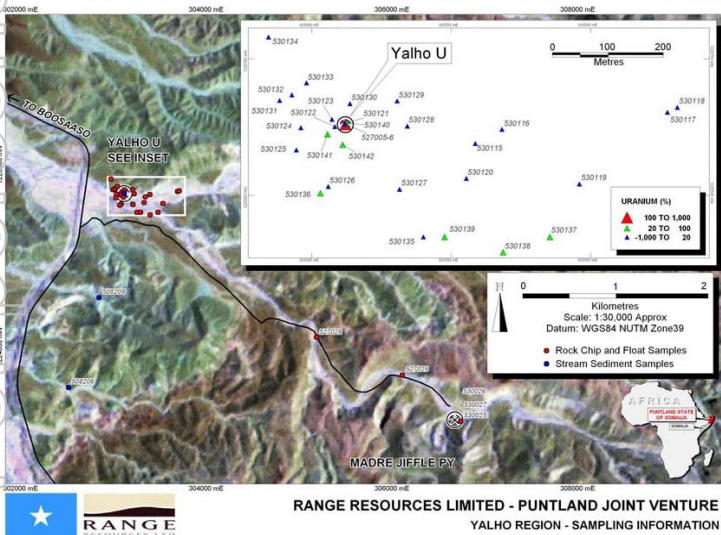 302000 mE
304000 mE
306000 mE
308000 mE
TO BOOSAASO
YALHO U
SEE INSET
Yalho U
0 100 200
Metres
530134
530133
530132
530131
530123
530130
530129
530122
530121
530124
530140
530128
527005-6
530116
530118
530117
530141
530142
530125
530115
530126
530127
530120
530119
530136
530135
530139
530138
530137
URANIUM (%)
100 TO 1,000
20 TO 100
-1,000 TO 20
N
0 1 2
Kilometres
Scale: 1:30,000 Approx
Datum: WGS84 NUTM Zone39
Rock Chip and Float Samples
Stream Sediment Samples
508209
508208
527028
527029
530026
530027
530025
MADRE JIFFLE PY
AFRICA
PUNTLAND STATE
OF SOMALIA
SOMALIA
302000 mE
304000 mE
306000 mE
308000 mE
RANGE
RESOURCES LTD
RANGE RESOURCES LIMITED - PUNTLAND JOINT VENTURE
YALHO REGION - SAMPLING INFORMATION